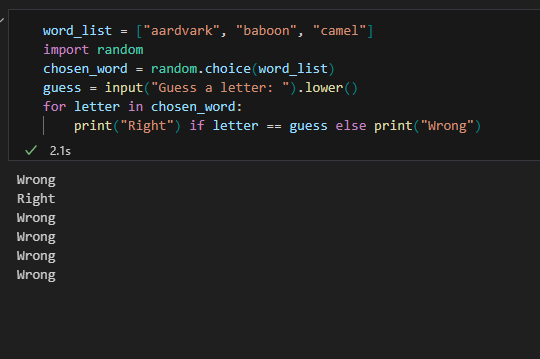 word_list = ["aardvark", "baboon", "camel"]
import random
chosen_word = random.choice(word_list)
guess = input("Guess a letter: ").lower()
for letter in chosen_word:
    print("Right") if letter == guess else print("Wrong")
✓ 2.1s
Wrong
Right
Wrong
Wrong
Wrong
Wrong